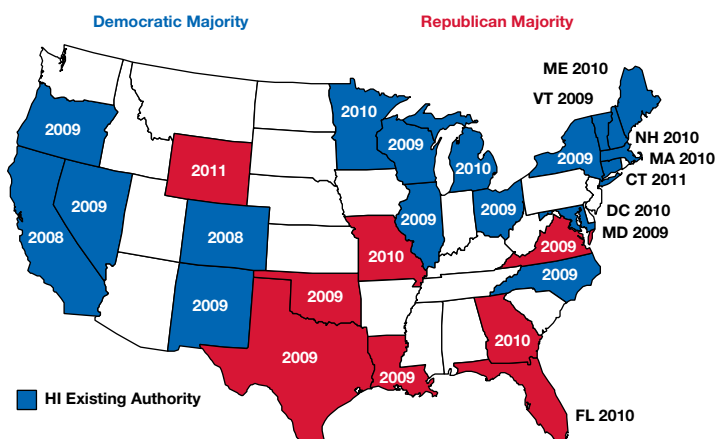 Democratic Majority
Republican Majority
ME 2010
VT 2009
2010
2009
2009
2010
2009
NH 2010
MA 2010
CT 2011
2011
2009
2009
2009
DC 2010
MD 2009
2008
2008
2010
2009
2009
2009
2009
2010
2009
2009
HI Existing Authority
FL 2010